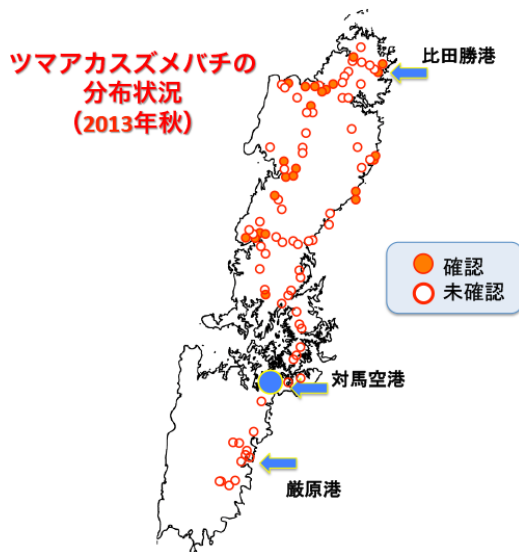 ツマアカスズメバチの
分布状況
（2013年秋）
比田勝港
確認
未確認
対馬空港
厳原港